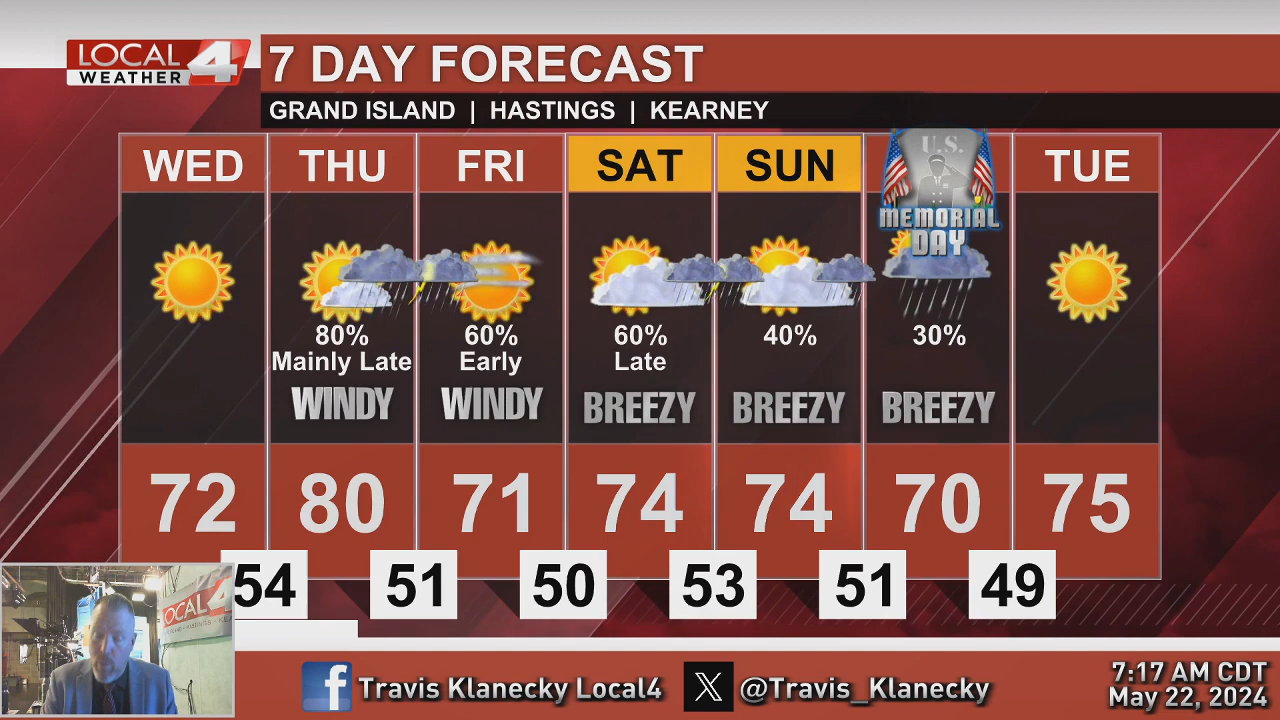 LOCAL 4
WEATHER
7 DAY FORECAST
GRAND ISLAND | HASTINGS | KEARNEY
WED THU FRI SAT SUN TUE
U.S.
MEMORIAL
DAY
80% 60% 60% 40% 30%
Mainly Late Early Late
WINDY WINDY BREEZY BREEZY BREEZY
72 80 71 74 74 70 75
54 51 50 53 51 49
LOCAL 4
f Travis Klanecky Local4 X @Travis_Klanecky
7:17 AM CDT
May 22, 2024